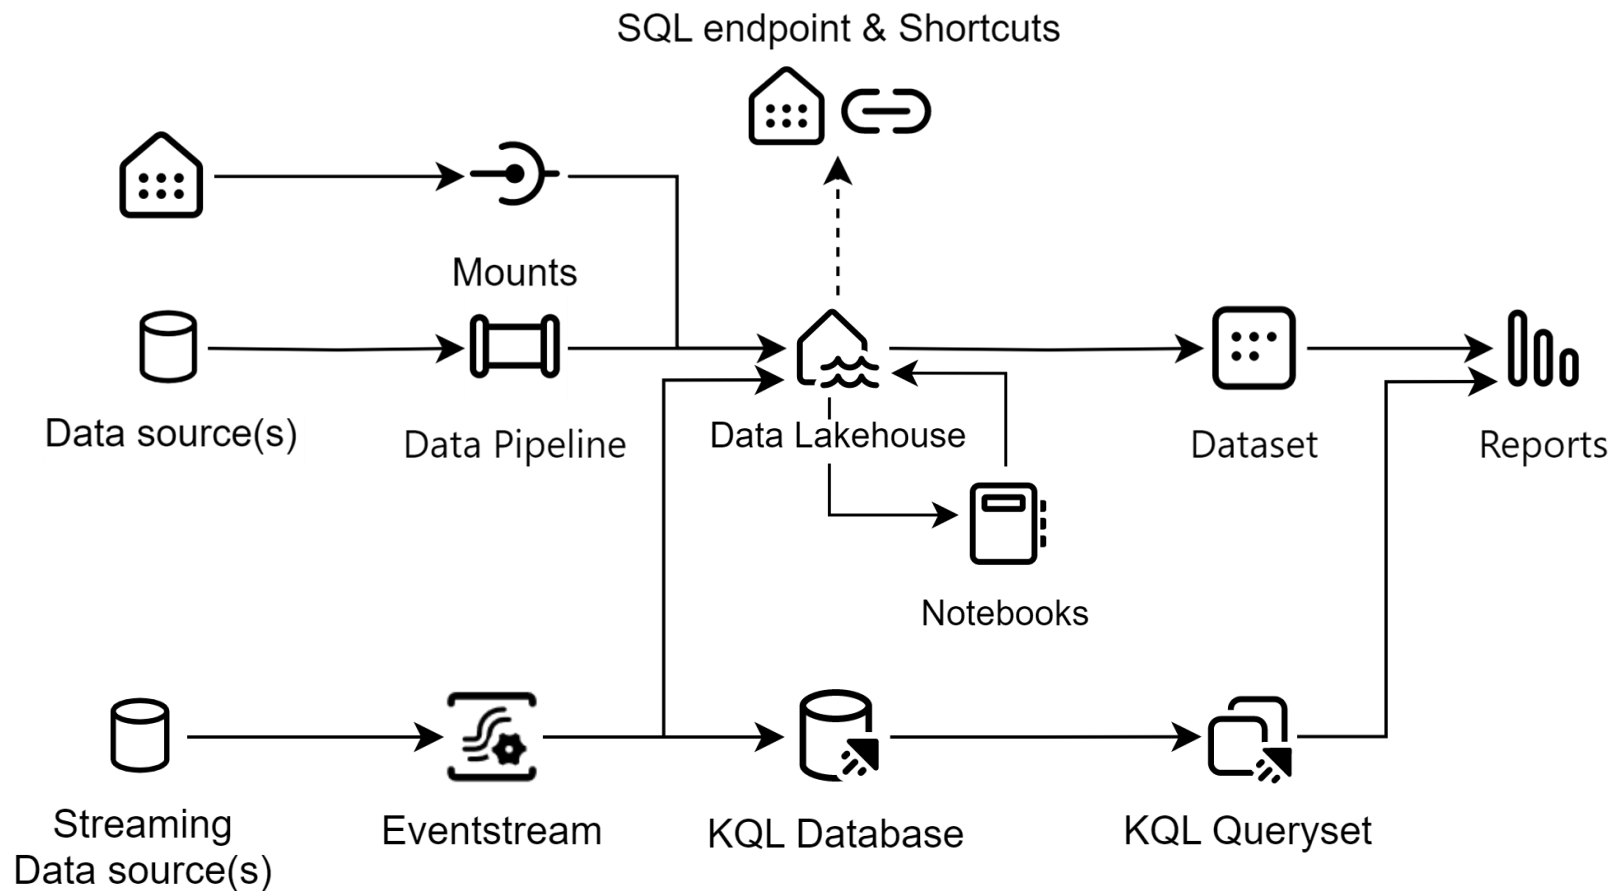 SQL endpoint & Shortcuts
Mounts
Data source(s)
Data Pipeline
Data Lakehouse
Dataset
Reports
Notebooks
Streaming
Data source(s)
Eventstream
KQL Database
KQL Queryset